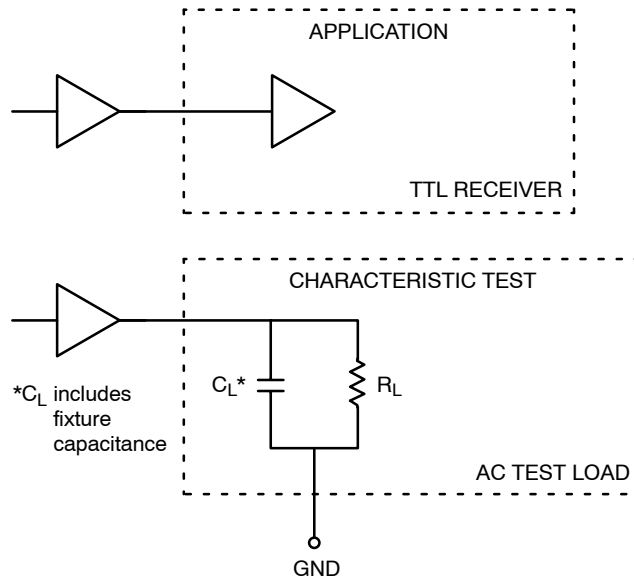 APPLICATION
TTL RECEIVER
CHARACTERISTIC TEST
*CL includes
fixture
capacitance
CL*
RL
AC TEST LOAD
GND